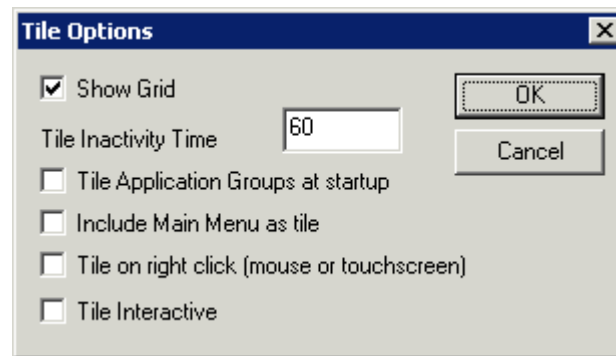 Tile Options
Show Grid
OK
Tile Inactivity Time 60
Cancel
Tile Application Groups at startup
Include Main Menu as tile
Tile on right click (mouse or touchscreen)
Tile Interactive